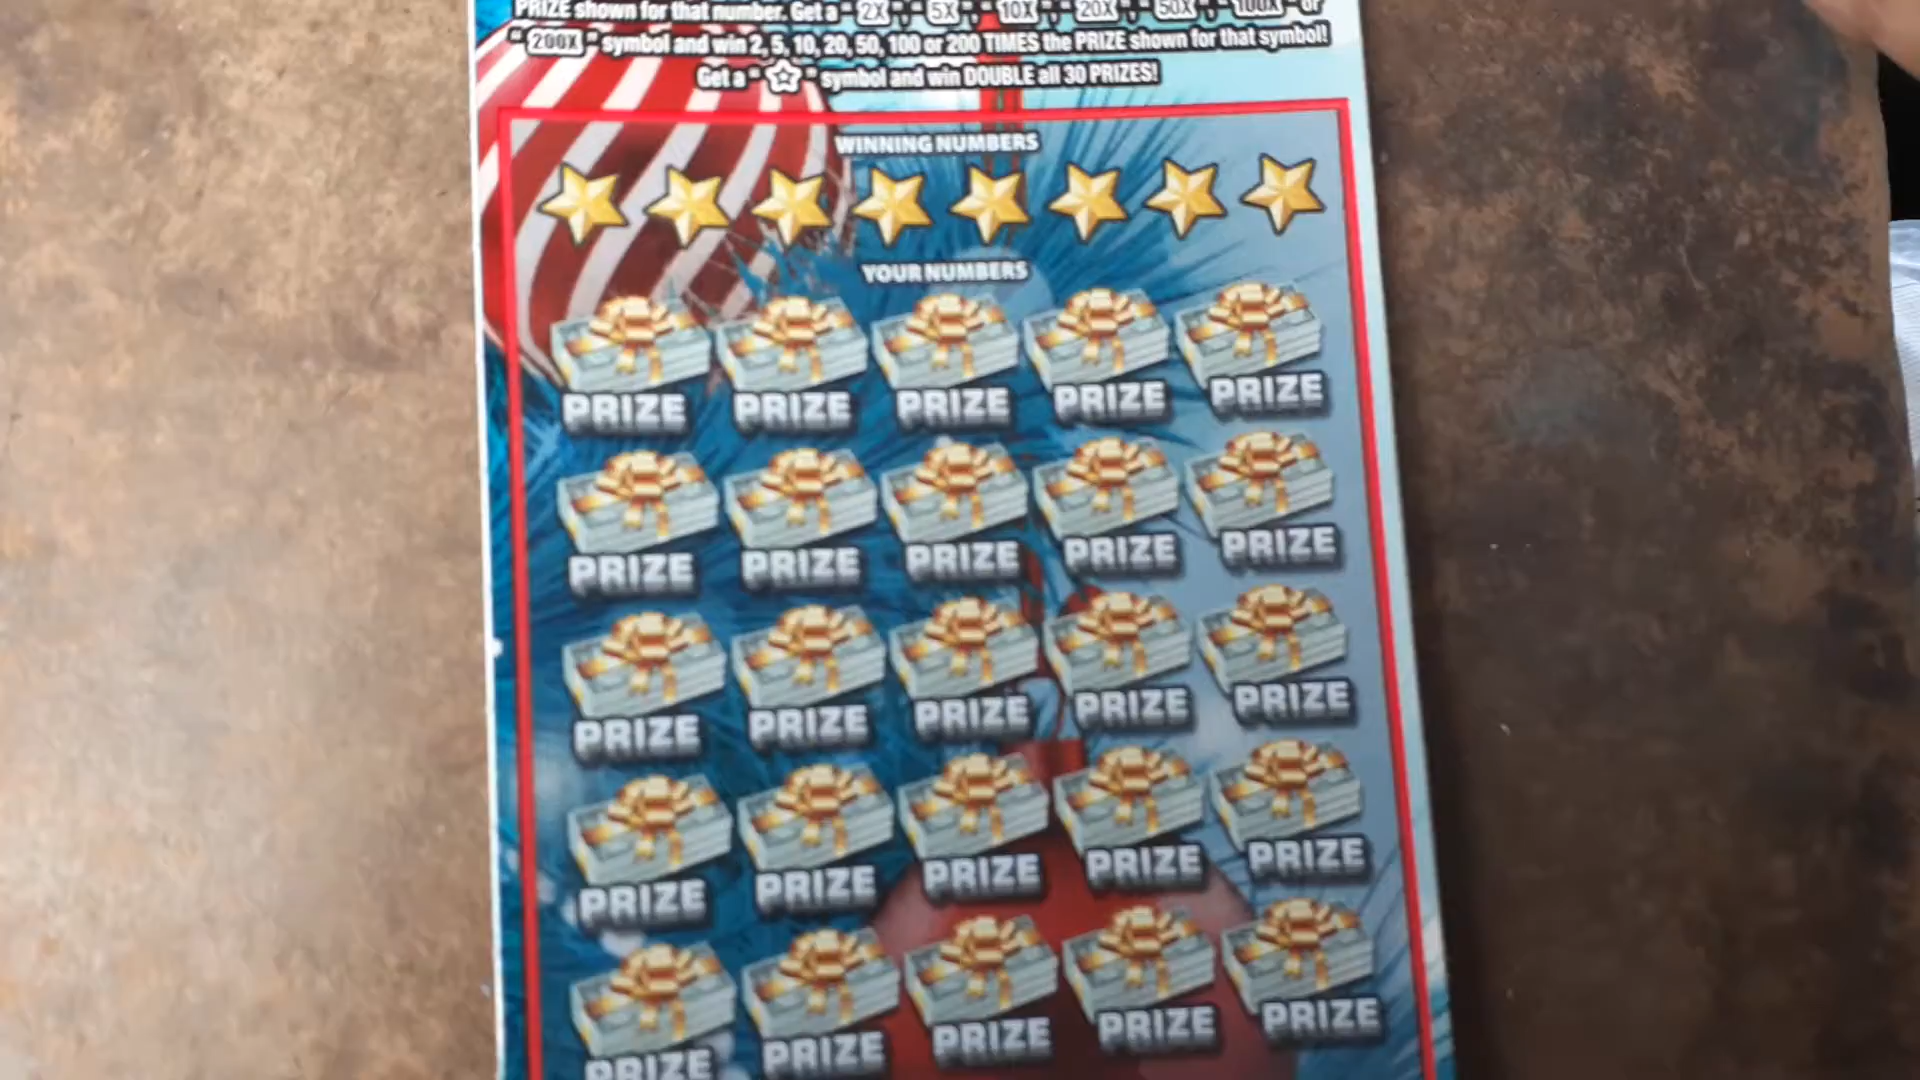 PRIZE shown for that number. Get a "2X", "5X", "10X", "20X", "50X", "100X" or
"200X" symbol and win 2, 5, 10, 20, 50, 100 or 200 TIMES the PRIZE shown for that symbol!
Get a "☆" symbol and win DOUBLE all 30 PRIZES!
WINNING NUMBERS
YOUR NUMBERS
PRIZE PRIZE PRIZE PRIZE PRIZE
PRIZE PRIZE PRIZE PRIZE PRIZE
PRIZE PRIZE PRIZE PRIZE PRIZE
PRIZE PRIZE PRIZE PRIZE PRIZE
PRIZE PRIZE PRIZE PRIZE PRIZE